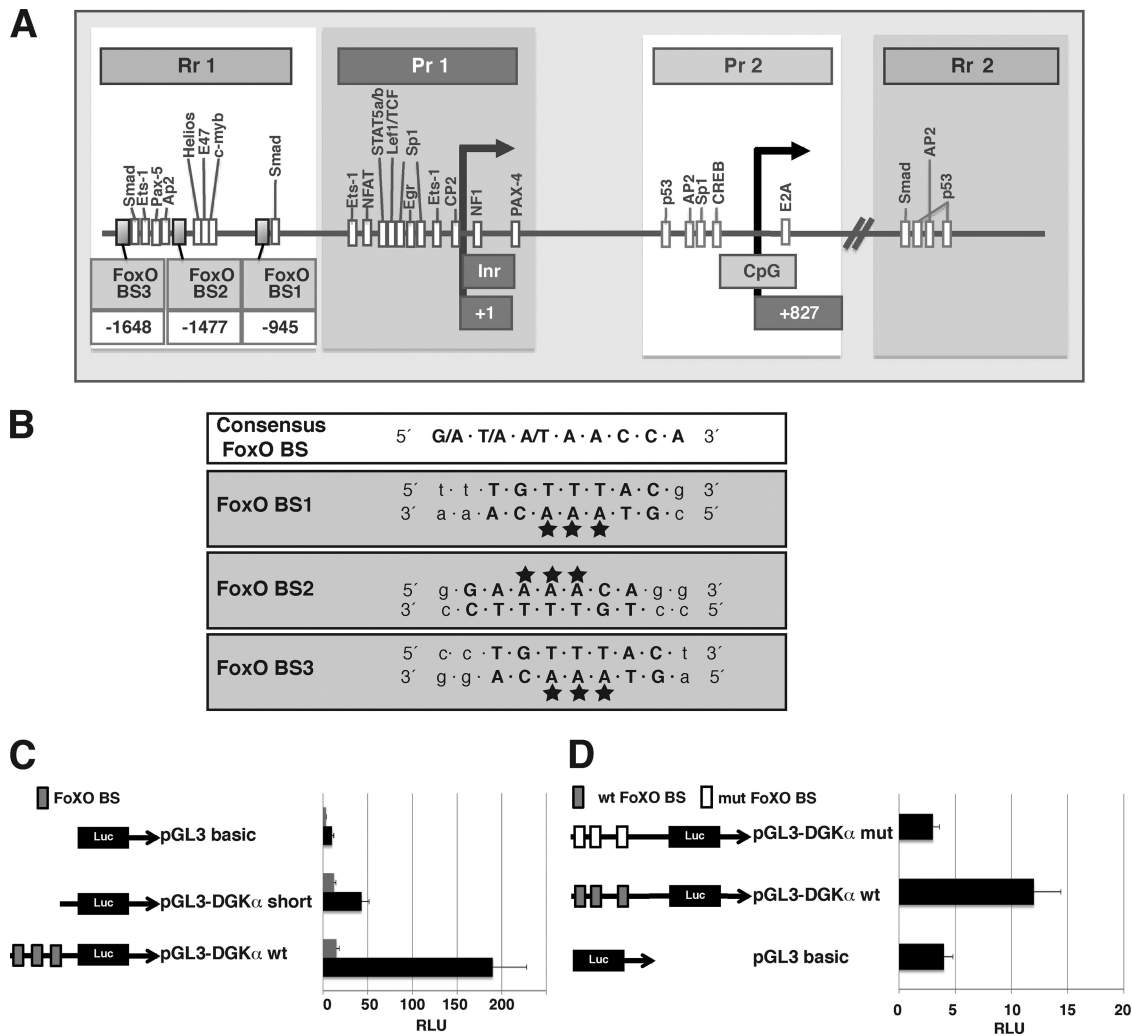 A
Rr 1
Pr 1
Pr 2
Rr 2
Smad
Ets-1
Pax-5
Ap2
Helios
E47
c-myb
Smad
Ets-1
NFAT
STAT5a/b
Lef1/TCF
Sp1
Egr
Ets-1
CP2
NF1
PAX-4
p53
AP2
Sp1
CREB
E2A
Smad
AP2
p53
FoxO BS3
FoxO BS2
FoxO BS1
-1648
-1477
-945
Inr
+1
CpG
+827
B
Consensus FoxO BS 5´ G/A · T/A · A/T · A · A · C · C · A 3´
FoxO BS1
5´ t · t · T · G · T · T · T · A · C · g 3´
3´ a · a · A · C · A · A · A · T · G · c 5´
FoxO BS2
5´ g · G · A · A · A · A · C · A · g · g 3´
3´ c · C · T · T · T · T · G · T · c · c 5´
FoxO BS3
5´ c · c · T · G · T · T · T · A · C · t 3´
3´ g · g · A · C · A · A · A · T · G · a 5´
C
FoXO BS
Luc pGL3 basic
Luc pGL3-DGKα short
Luc pGL3-DGKα wt
0 50 100 150 200
RLU
D
wt FoXO BS mut FoXO BS
Luc pGL3-DGKα mut
Luc pGL3-DGKα wt
Luc pGL3 basic
0 5 10 15 20
RLU